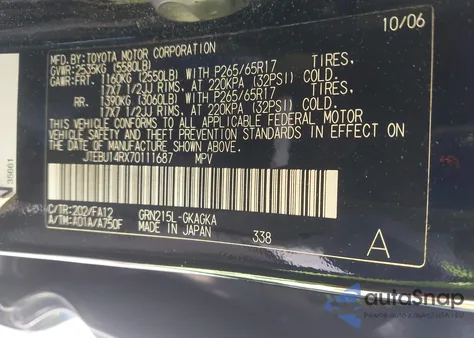 10/06
MFD. BY: TOYOTA MOTOR CORPORATION
GVWR: 2535KG (5580LB)
GAWR: FRT. 1160KG (2550LB) WITH P265/65R17 TIRES,
17X7 1/2JJ RIMS, AT 220KPA (32PSI) COLD.
RR. 1390KG (3060LB) WITH P265/65R17 TIRES,
17X7 1/2JJ RIMS, AT 220KPA (32PSI) COLD.
THIS VEHICLE CONFORMS TO ALL APPLICABLE FEDERAL MOTOR
VEHICLE SAFETY AND THEFT PREVENTION STANDARDS IN EFFECT ON
THE DATE OF MANUFACTURE SHOWN ABOVE.
JTEBU14RX70111687 MPV
C/TR: 202/FA12 GRN215L-GKAGKA
A/TM: A01A/A750F MADE IN JAPAN 338 A
35661
autoSnap